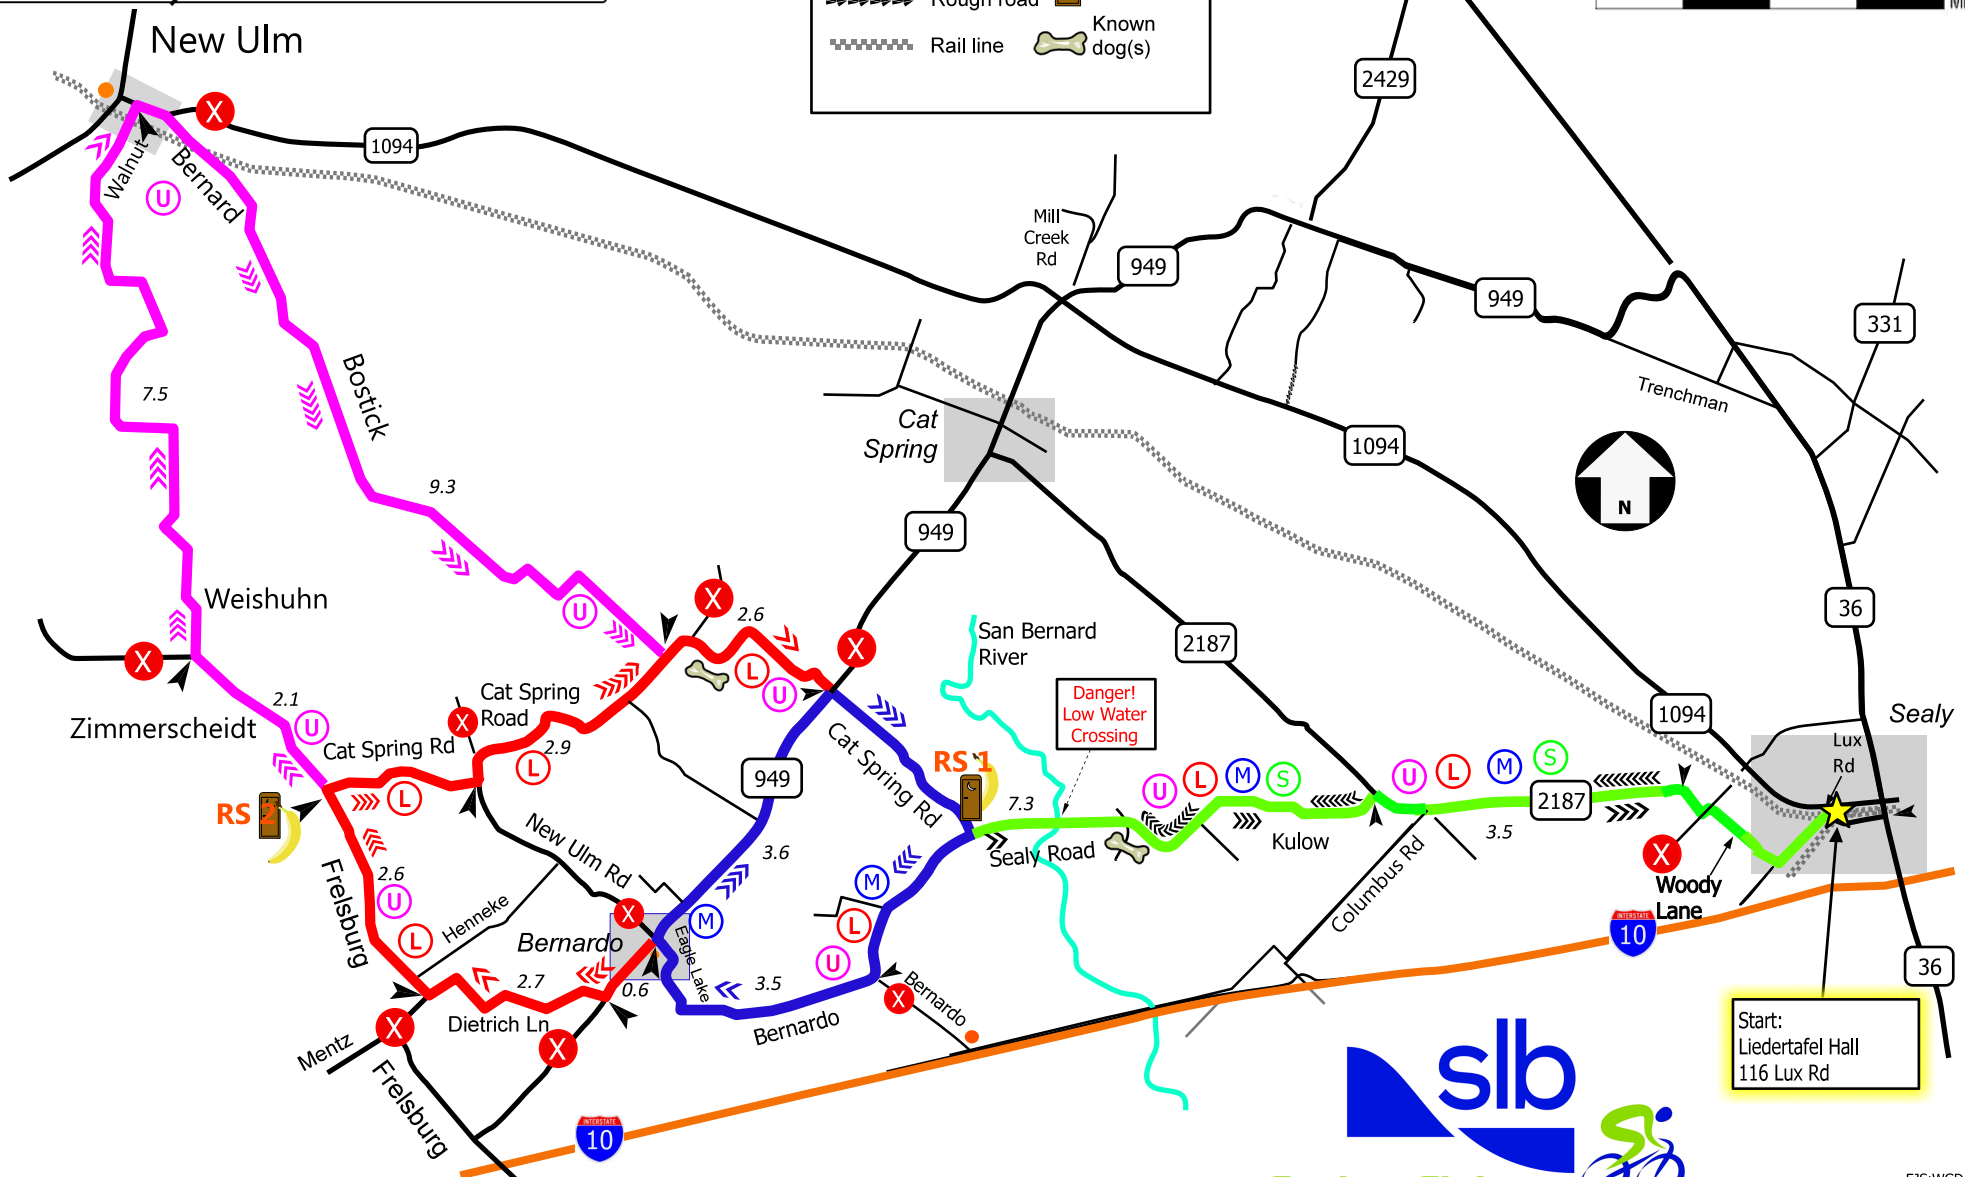 Rough road
Known
dog(s)
Rail line
New Ulm
X
1094
Walnut
Bernard
U
2429
Mill
Creek
Rd
949
949
331
Trenchman
7.5
Bostick
Cat
Spring
1094
N
9.3
949
Weishuhn
X
U
X
2.6
L
U
X
San Bernard
River
2187
36
2.1
U
Zimmerscheidt
Cat Spring
Road
X
Cat Spring Rd
2.9
L
L
Danger!
Low Water
Crossing
1094
Sealy
Lux
Rd
949
Cat Spring Rd
RS 1
7.3
U
L
M
S
U
L
M
S
2187
3.5
RS 2
New Ulm Rd
3.6
Sealy Road
Kulow
Columbus Rd
X
Woody
Lane
2.6
U
Frelsburg
L
Henneke
X
Bernardo
M
Eagle Lake
M
L
U
10
36
2.7
0.6
3.5
Bernardo
X
Bernardo
Dietrich Ln
X
X
Mentz
Frelsburg
10
Start:
Liedertafel Hall
116 Lux Rd
slb